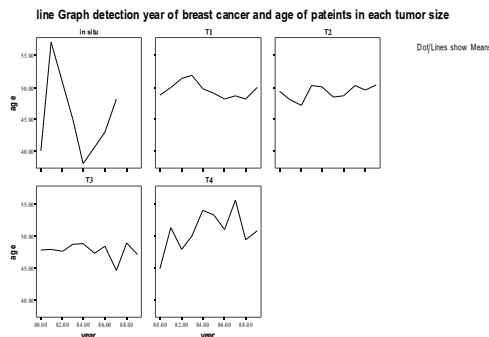 line Graph detection year of breast cancer and age of pateints in each tumor size
in situ
T1
T2
Dot/Lines show Means
55.00
50.00
45.00
40.00
age
T3
T4
55.00
50.00
45.00
40.00
age
80.00 82.00 84.00 86.00 88.00
80.00 82.00 84.00 86.00 88.00
year
year